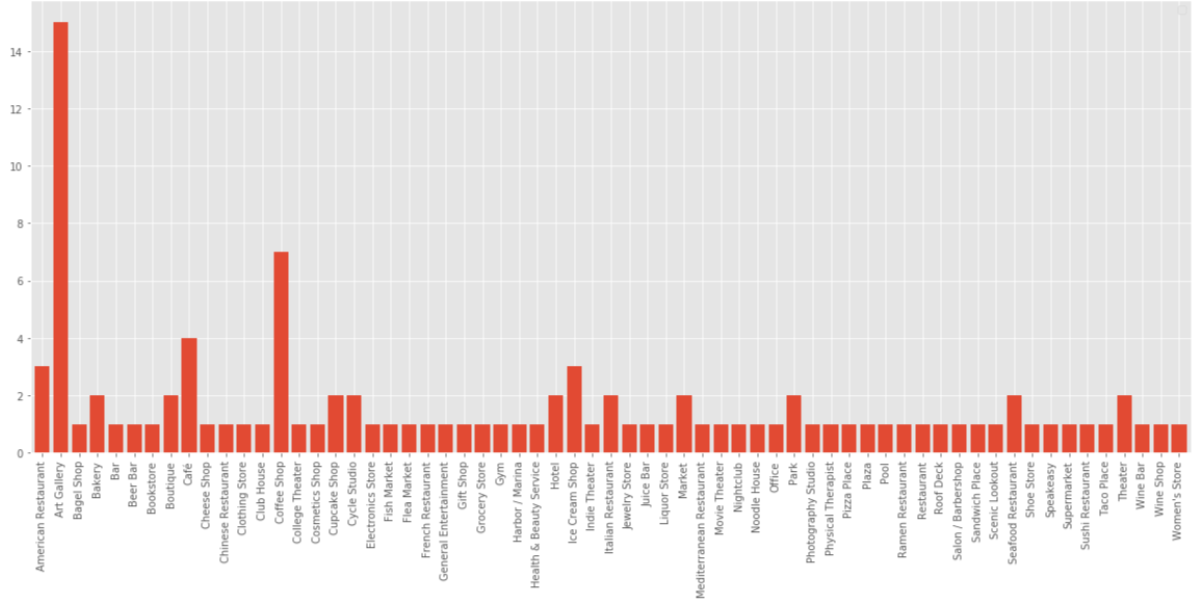 14
12
10
8
6
4
2
0
American Restaurant
Art Gallery
Bagel Shop
Bakery
Bar
Beer Bar
Bookstore
Boutique
Café
Cheese Shop
Chinese Restaurant
Clothing Store
Club House
Coffee Shop
College Theater
Cosmetics Shop
Cupcake Shop
Cycle Studio
Electronics Store
Fish Market
Flea Market
French Restaurant
General Entertainment
Gift Shop
Grocery Store
Gym
Harbor / Marina
Health & Beauty Service
Hotel
Ice Cream Shop
Indie Theater
Italian Restaurant
Jewelry Store
Juice Bar
Liquor Store
Market
Mediterranean Restaurant
Movie Theater
Nightclub
Noodle House
Office
Park
Photography Studio
Physical Therapist
Pizza Place
Plaza
Pool
Ramen Restaurant
Restaurant
Roof Deck
Salon / Barbershop
Sandwich Place
Scenic Lookout
Seafood Restaurant
Shoe Store
Speakeasy
Supermarket
Sushi Restaurant
Taco Place
Theater
Wine Bar
Wine Shop
Women's Store